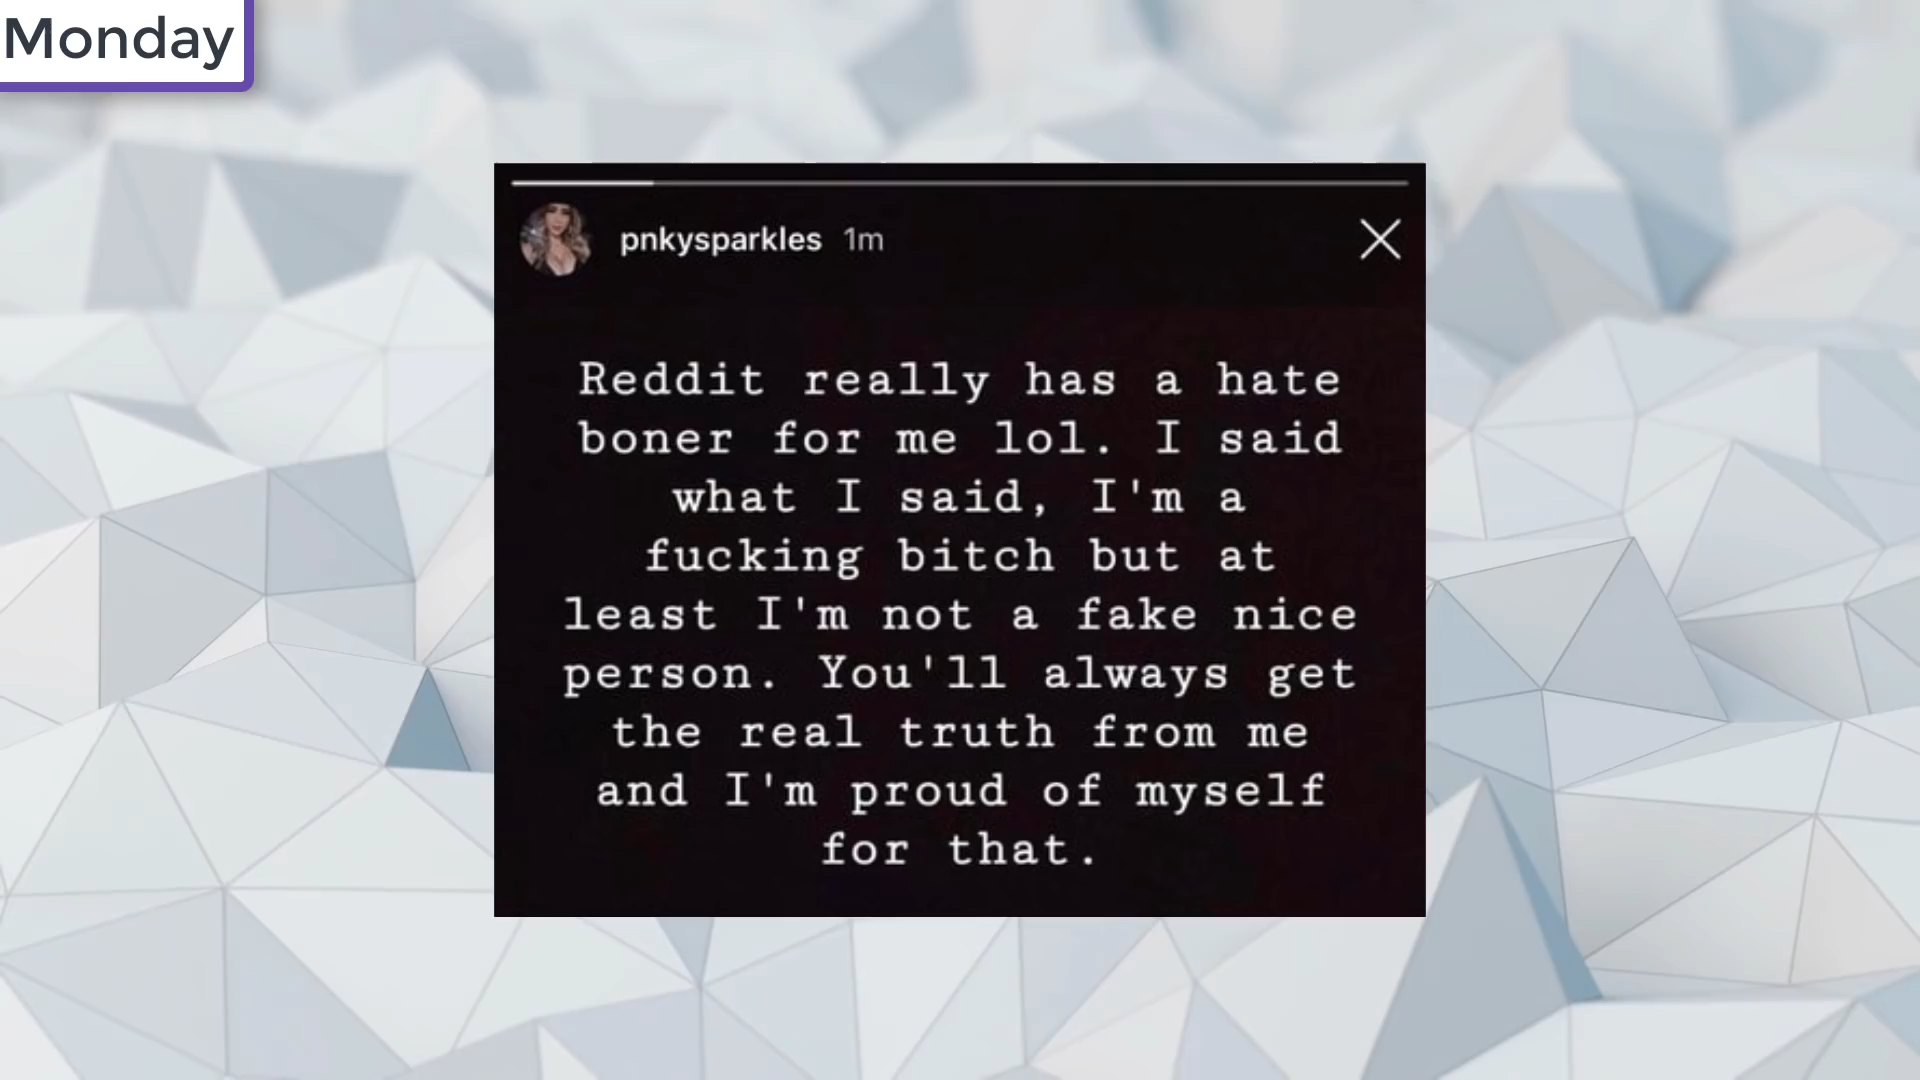 Monday
pnkysparkles 1m
Reddit really has a hate
boner for me lol. I said
what I said, I'm a
fucking bitch but at
least I'm not a fake nice
person. You'll always get
the real truth from me
and I'm proud of myself
for that.